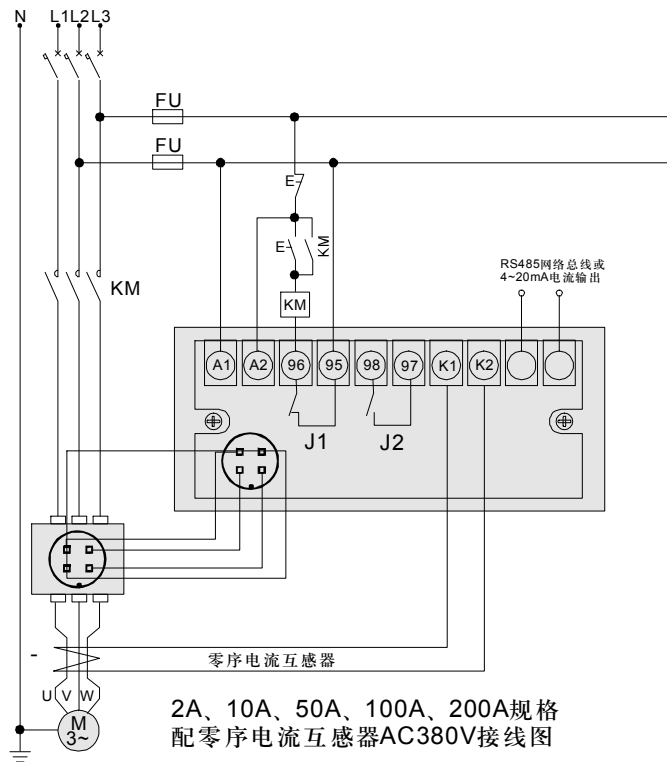 N L1 L2 L3
FU
FU
E
E
KM
KM
KM
RS485网络总线或
4~20mA电流输出
A1 A2 96 95 98 97 K1 K2
J1 J2
-
零序电流互感器
U V W
M
3~
2A、10A、50A、100A、200A规格
配零序电流互感器AC380V接线图